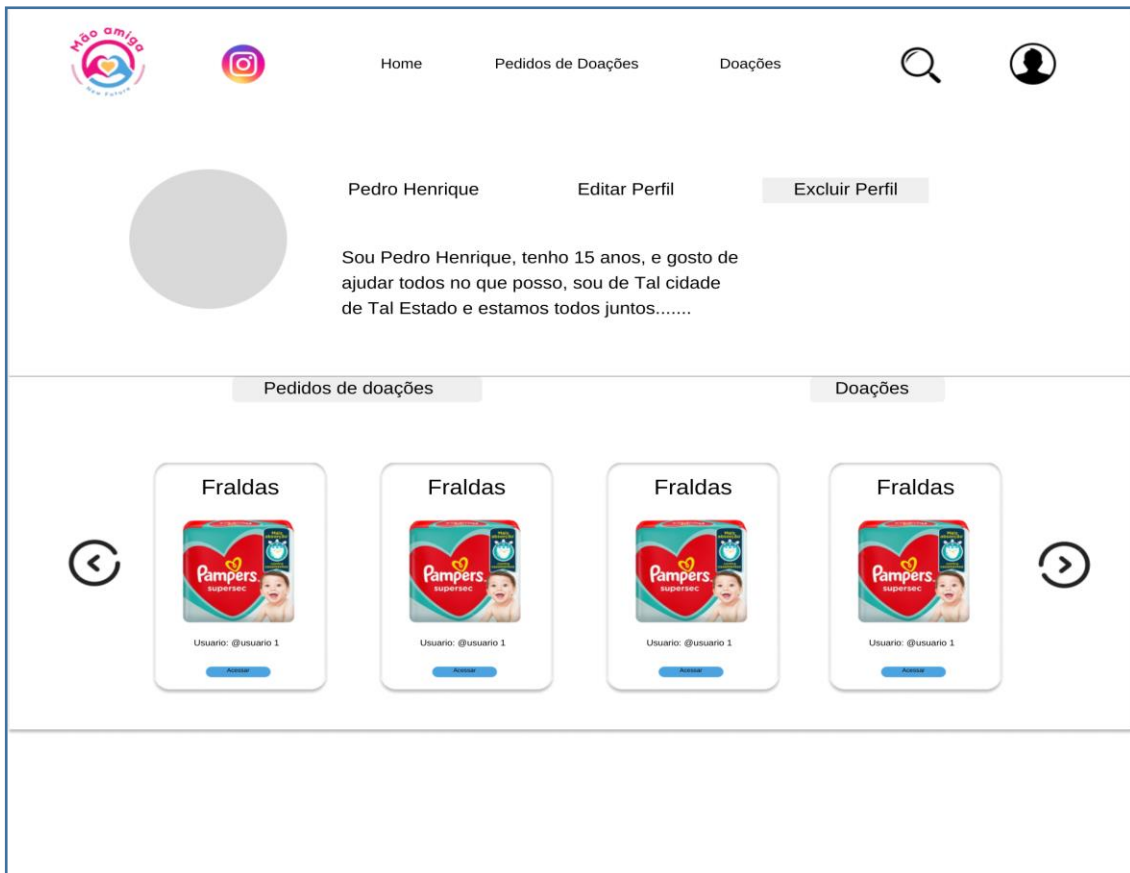 Mão amiga
Nem Futura
Home Pedidos de Doações Doações
Pedro Henrique Editar Perfil Excluir Perfil
Sou Pedro Henrique, tenho 15 anos, e gosto de
ajudar todos no que posso, sou de Tal cidade
de Tal Estado e estamos todos juntos.......
Pedidos de doações Doações
Fraldas Fraldas Fraldas Fraldas
Pampers Pampers Pampers Pampers
supersec supersec supersec supersec
Usuario: @usuario 1 Usuario: @usuario 1 Usuario: @usuario 1 Usuario: @usuario 1
Acessar Acessar Acessar Acessar